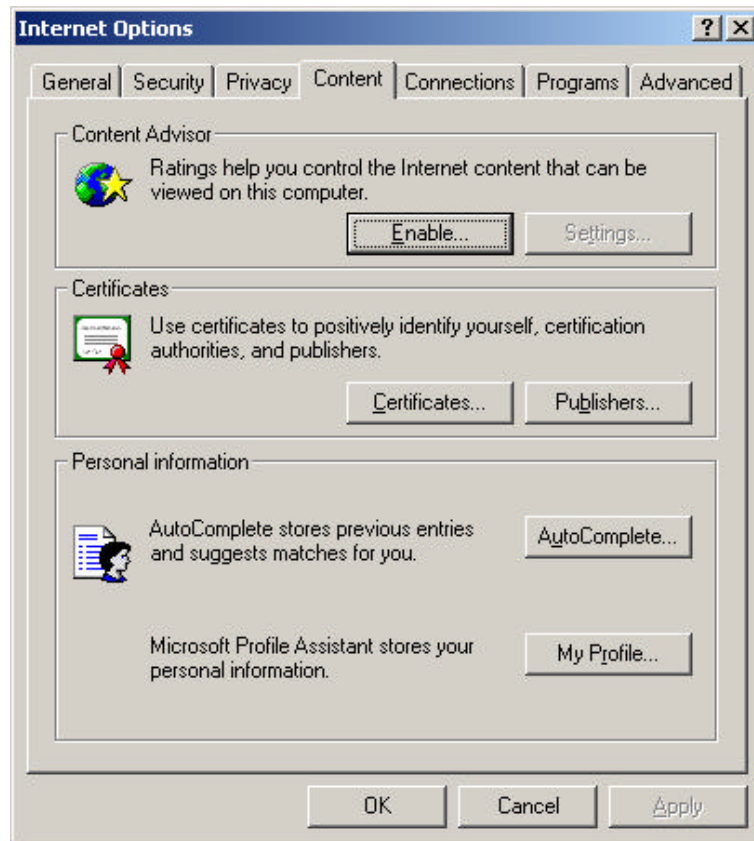 Internet Options
General Security Privacy Content Connections Programs Advanced
Content Advisor
Ratings help you control the Internet content that can be
viewed on this computer.
Enable... Settings...
Certificates
Use certificates to positively identify yourself, certification
authorities, and publishers.
Certificates... Publishers...
Personal information
AutoComplete stores previous entries
and suggests matches for you.
AutoComplete...
Microsoft Profile Assistant stores your
personal information.
My Profile...
OK Cancel Apply